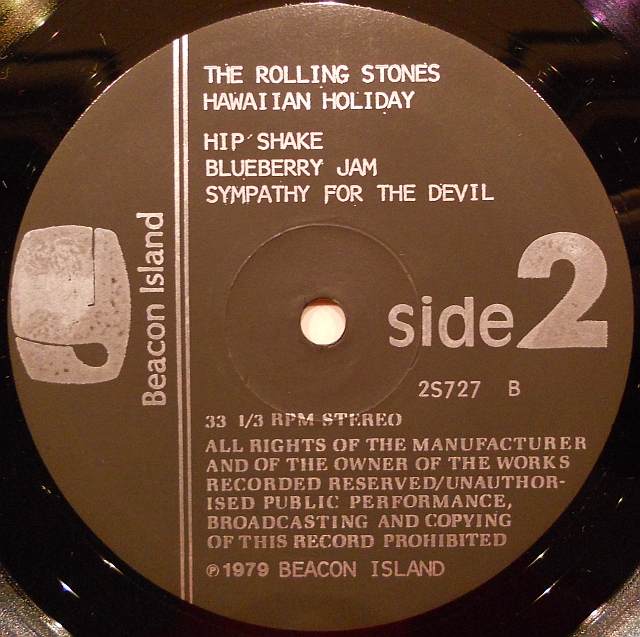 THE ROLLING STONES
HAWAIIAN HOLIDAY
HIP SHAKE
BLUEBERRY JAM
SYMPATHY FOR THE DEVIL
Beacon Island
side 2
2S727 B
33 1/3 RPM STEREO
ALL RIGHTS OF THE MANUFACTURER
AND OF THE OWNER OF THE WORKS
RECORDED RESERVED/UNAUTHOR-
ISED PUBLIC PERFORMANCE,
BROADCASTING AND COPYING
OF THIS RECORD PROHIBITED
℗ 1979 BEACON ISLAND